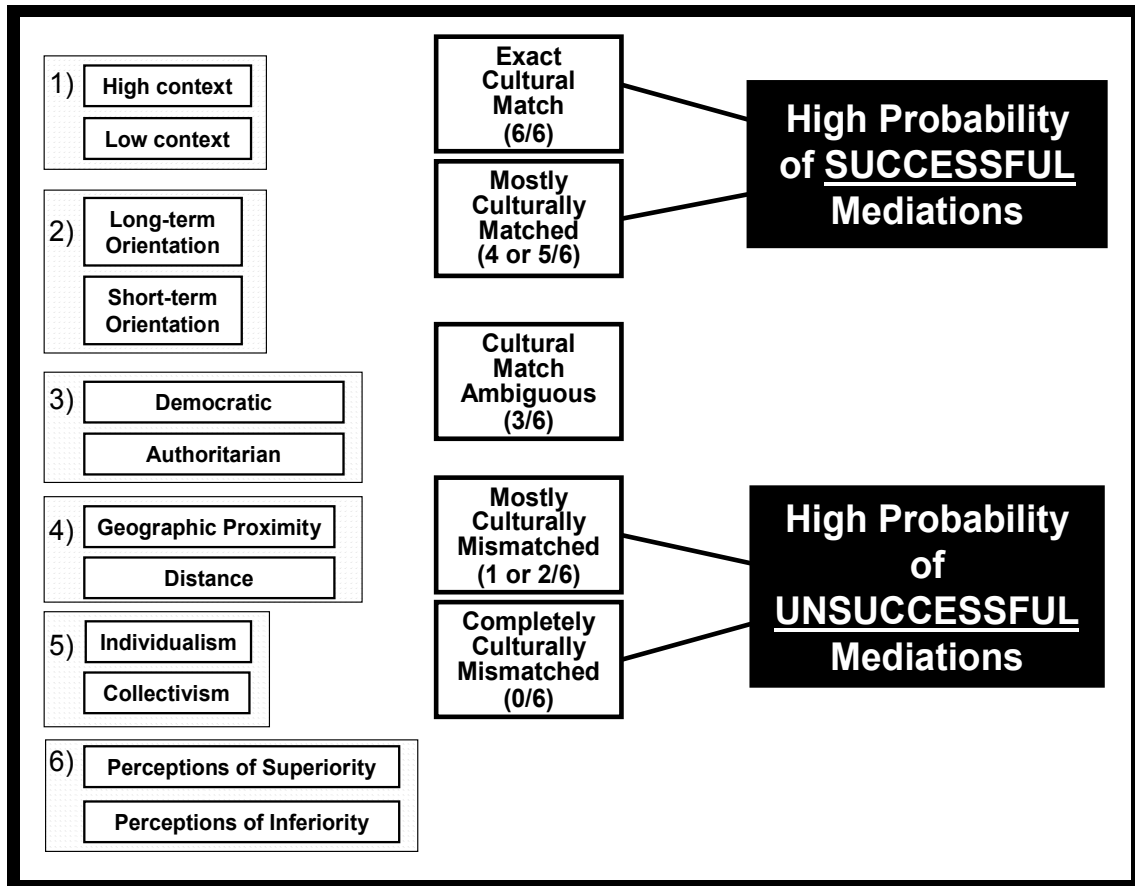 1)
High context
Low context
2)
Long-term
Orientation
Short-term
Orientation
3)
Democratic
Authoritarian
4)
Geographic Proximity
Distance
5)
Individualism
Collectivism
6)
Perceptions of Superiority
Perceptions of Inferiority
Exact
Cultural
Match
(6/6)
Mostly
Culturally
Matched
(4 or 5/6)
Cultural
Match
Ambiguous
(3/6)
Mostly
Culturally
Mismatched
(1 or 2/6)
Completely
Culturally
Mismatched
(0/6)
High Probability
of SUCCESSFUL
Mediations
High Probability
of
UNSUCCESSFUL
Mediations